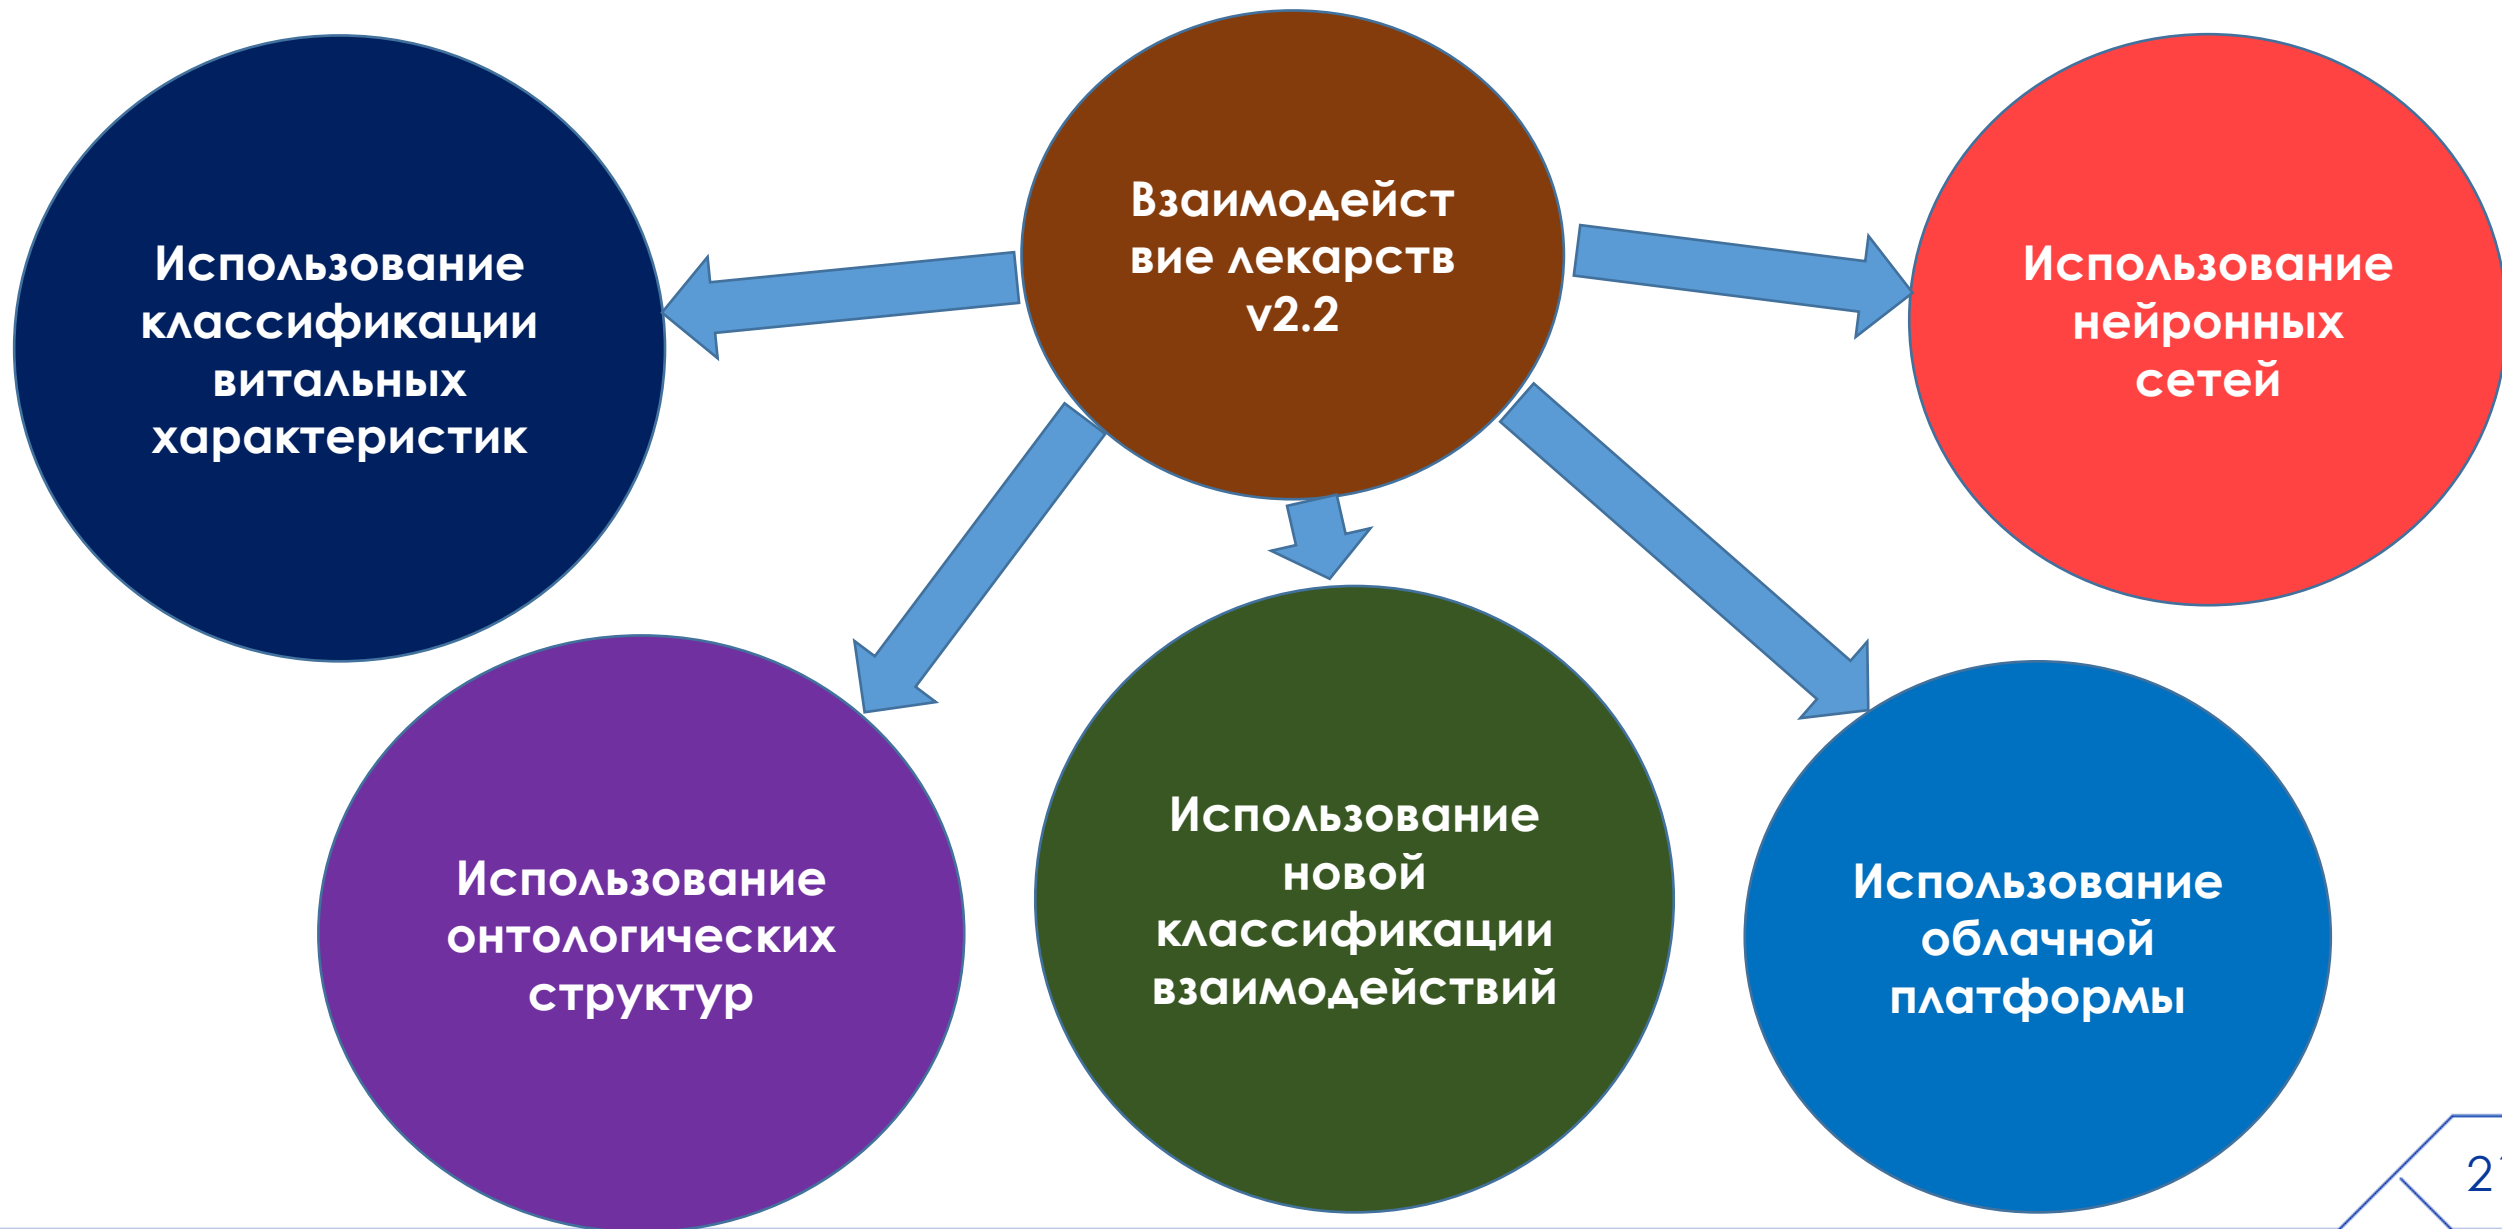 Взаимодейст
вие лекарств
v2.2
Использование
классификации
витальных
характеристик
Использование
нейронных
сетей
Использование
онтологических
структур
Использование
новой
классификации
взаимодействий
Использование
облачной
платформы